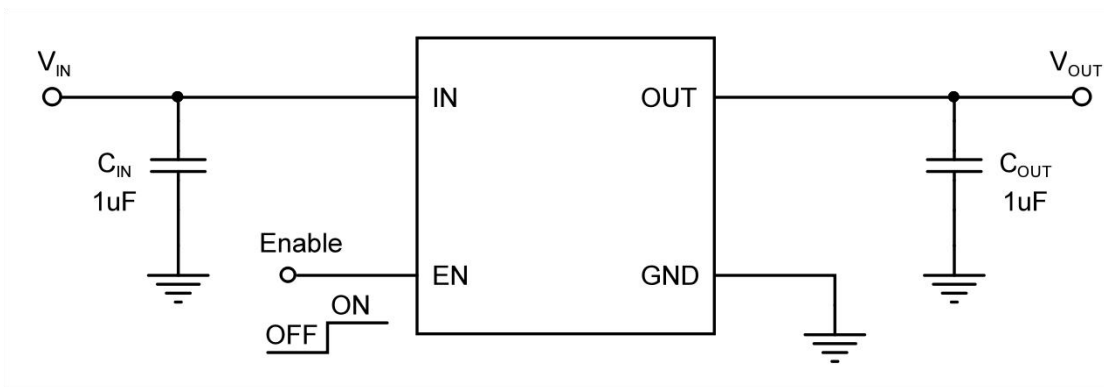 VIN
VOUT
IN
OUT
CIN
1uF
COUT
1uF
Enable
EN
GND
ON
OFF